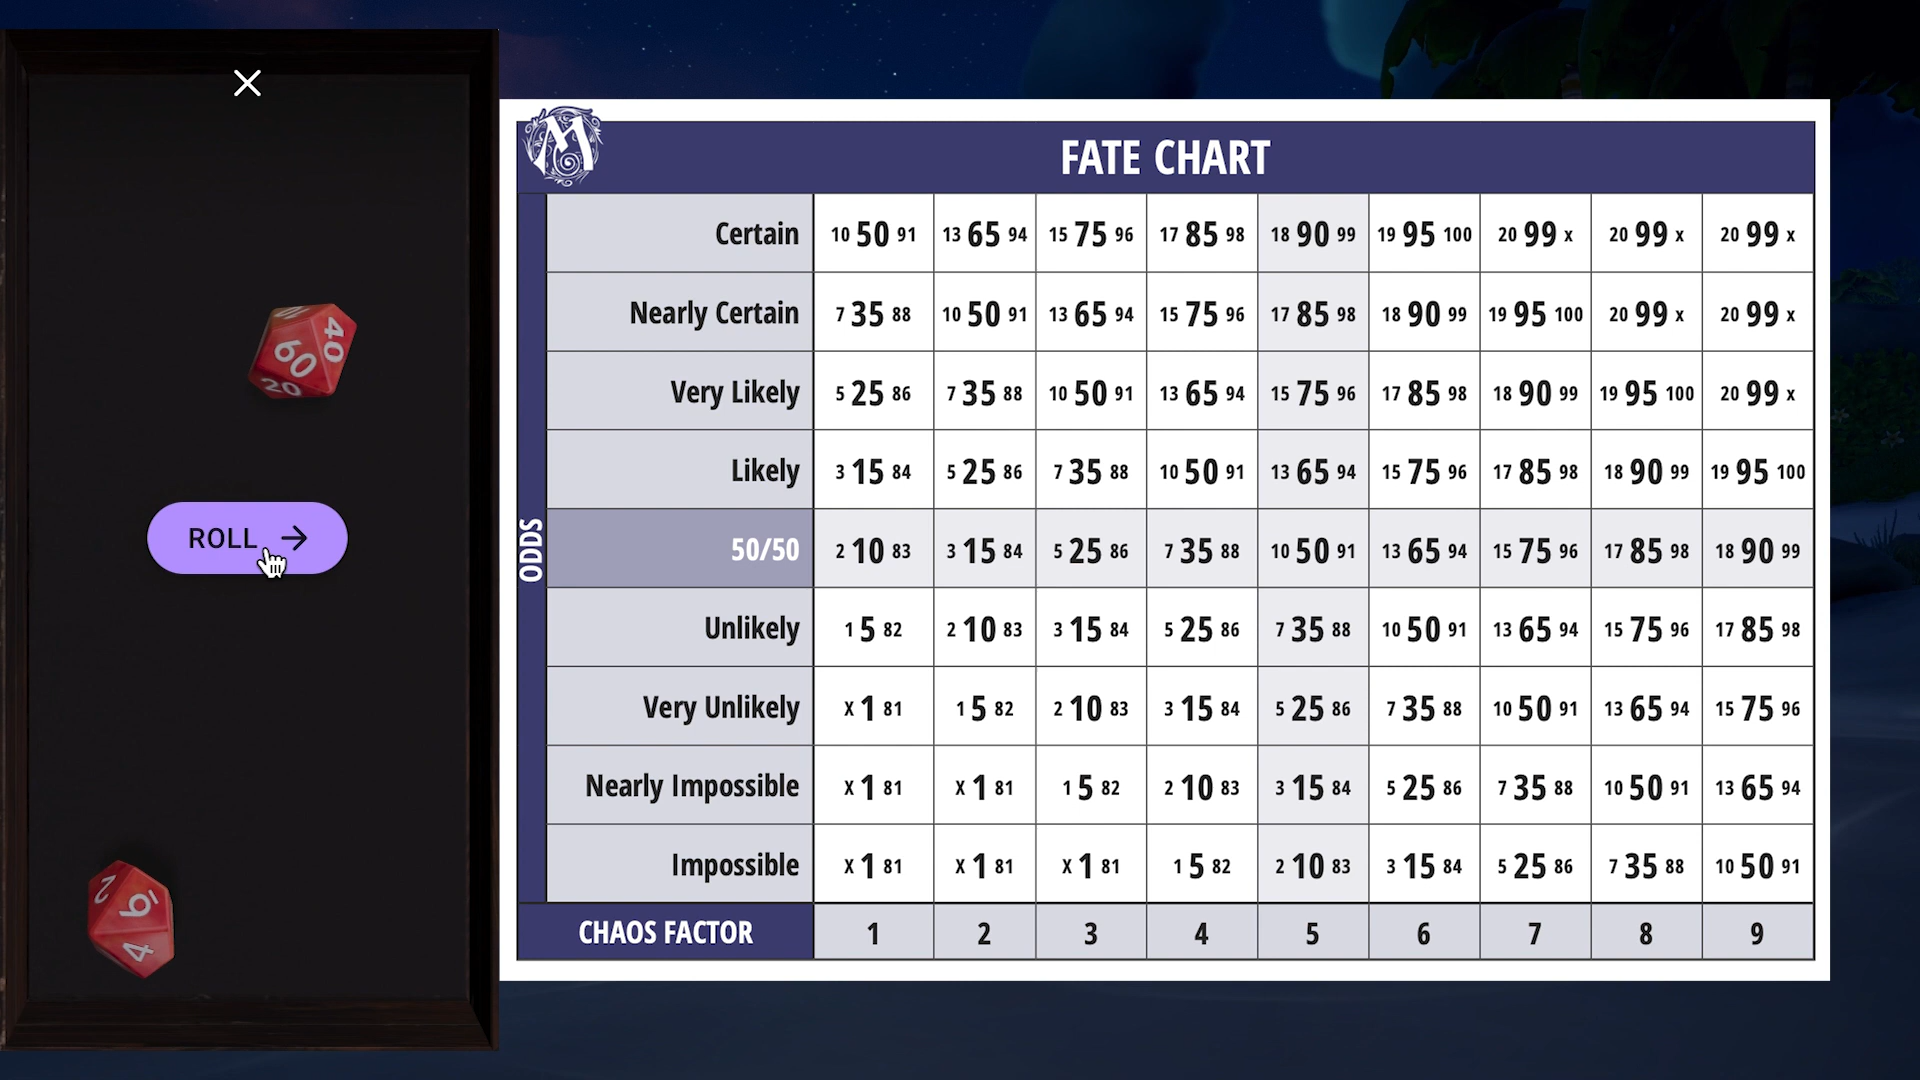 40
60
20
ROLL
2
9
4
M
FATE CHART
ODDS
Certain 10 50 91 13 65 94 15 75 96 17 85 98 18 90 99 19 95 100 20 99 x 20 99 x 20 99 x
Nearly Certain 7 35 88 10 50 91 13 65 94 15 75 96 17 85 98 18 90 99 19 95 100 20 99 x 20 99 x
Very Likely 5 25 86 7 35 88 10 50 91 13 65 94 15 75 96 17 85 98 18 90 99 19 95 100 20 99 x
Likely 3 15 84 5 25 86 7 35 88 10 50 91 13 65 94 15 75 96 17 85 98 18 90 99 19 95 100
50/50 2 10 83 3 15 84 5 25 86 7 35 88 10 50 91 13 65 94 15 75 96 17 85 98 18 90 99
Unlikely 1 5 82 2 10 83 3 15 84 5 25 86 7 35 88 10 50 91 13 65 94 15 75 96 17 85 98
Very Unlikely X 1 81 1 5 82 2 10 83 3 15 84 5 25 86 7 35 88 10 50 91 13 65 94 15 75 96
Nearly Impossible X 1 81 X 1 81 1 5 82 2 10 83 3 15 84 5 25 86 7 35 88 10 50 91 13 65 94
Impossible X 1 81 X 1 81 X 1 81 1 5 82 2 10 83 3 15 84 5 25 86 7 35 88 10 50 91
CHAOS FACTOR 1 2 3 4 5 6 7 8 9